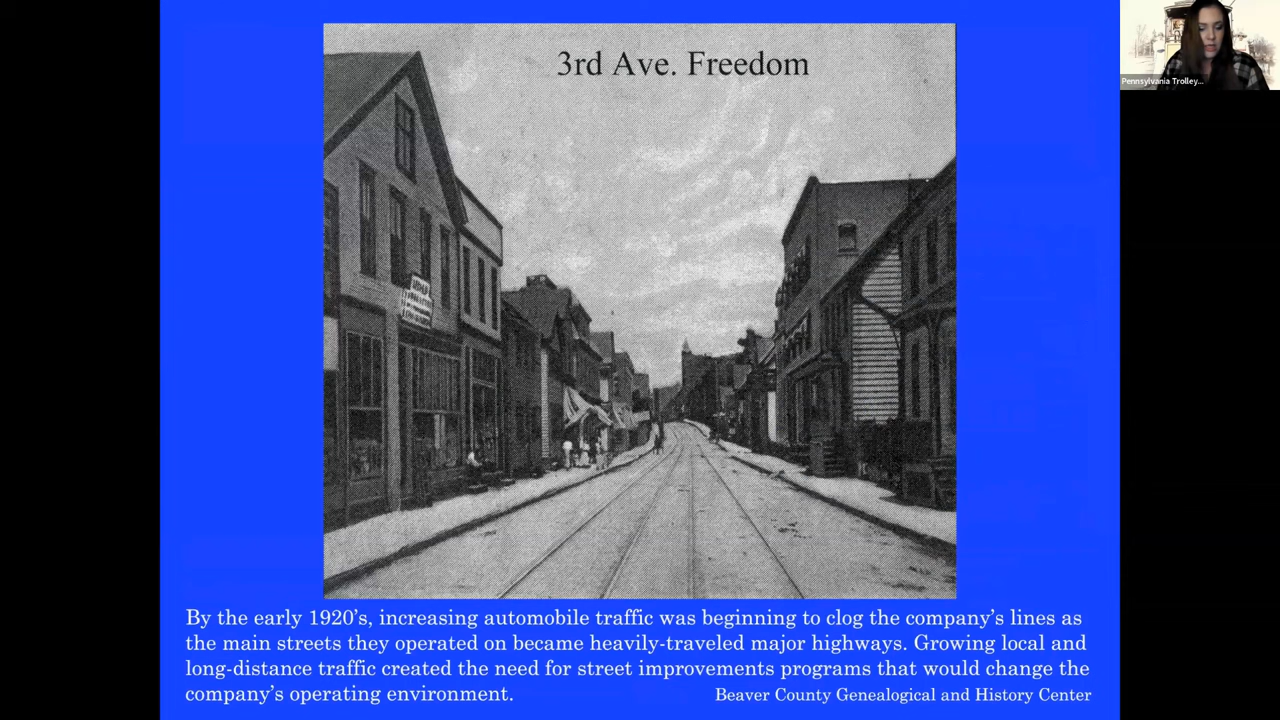 3rd Ave. Freedom
Pennsylvania Trolley...
By the early 1920's, increasing automobile traffic was beginning to clog the company's lines as
the main streets they operated on became heavily-traveled major highways. Growing local and
long-distance traffic created the need for street improvements programs that would change the
company's operating environment.
Beaver County Genealogical and History Center